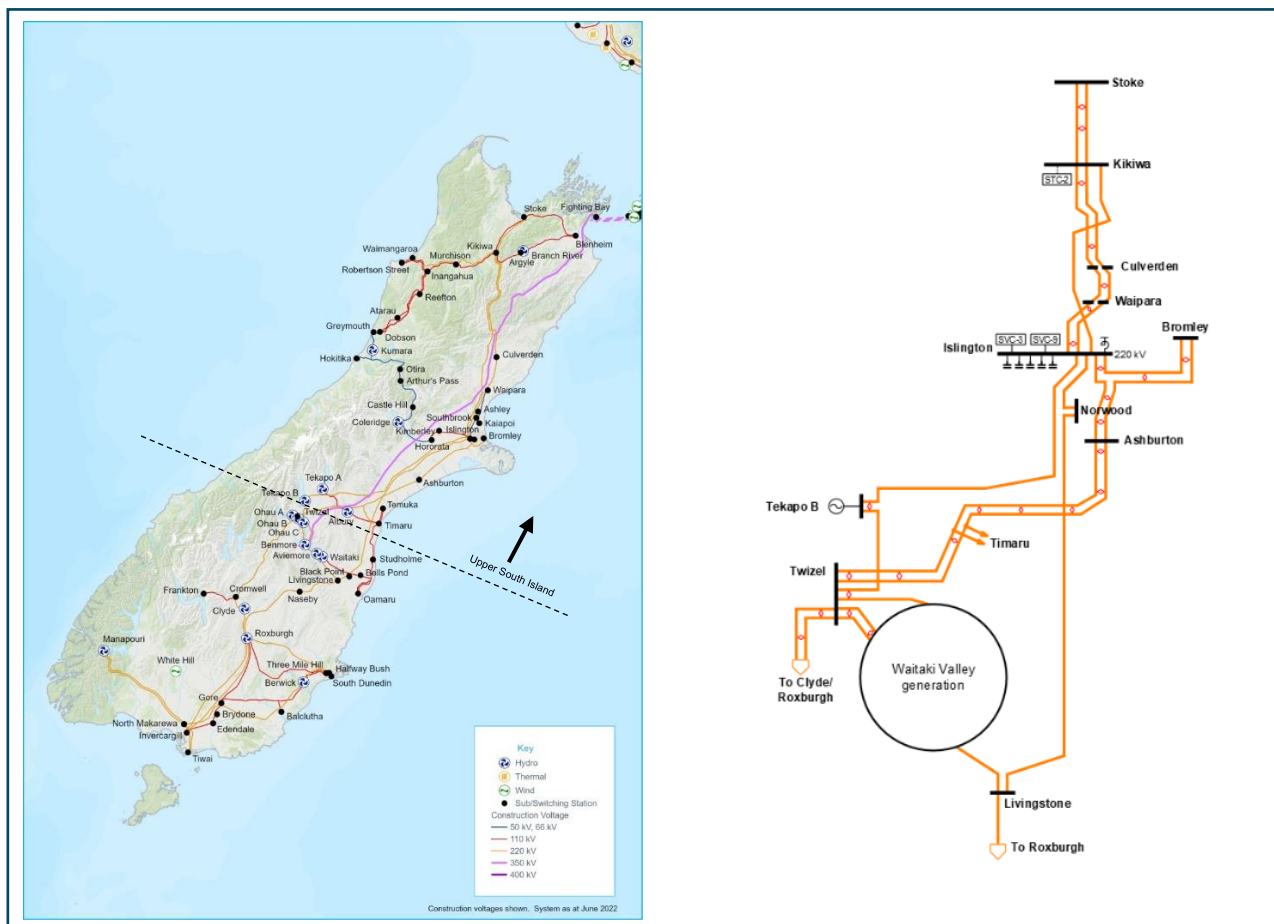 Stoke
Fighting Bay
Waimangaroa
Kikiwa
Blenheim
Murchison
Branch River
Robertson Street
Argyle
Inangahua
Reefton
Atarau
Greymouth
Dobson
Kumara
Hokitika
Culverden
Otira
Arthur's Pass
Waipara
Castle Hill
Ashley
Southbrook
Coleridge
Kaiapoi
Kimberley
Islington
Bromley
Hororata
Tekapo A
Ashburton
Tekapo B
Temuka
Ohau A
Twizel
Albury
Ohau B
Timaru
Ohau C
Benmore
Aviemore
Waitaki
Studholme
Upper South Island
Black Point
Bells Pond
Livingstone
Frankton
Cromwell
Naseby
Oamaru
Clyde
Manapouri
Roxburgh
White Hill
Three Mile Hill
Halfway Bush
Berwick
South Dunedin
Gore
North Makarewa
Brydone
Balclutha
Invercargill
Edendale
Tiwai
Key
Hydro
Thermal
Wind
Sub/Switching Station
Construction Voltage
50 kV, 66 kV
110 kV
220 kV
350 kV
400 kV
Construction voltages shown. System as at June 2022
Stoke
Kikiwa
STC-2
Culverden
Waipara
Bromley
SVC-3
SVC-9
Islington
220 kV
Norwood
Ashburton
Tekapo B
Timaru
Twizel
Waitaki Valley
generation
To Clyde/
Roxburgh
Livingstone
To Roxburgh